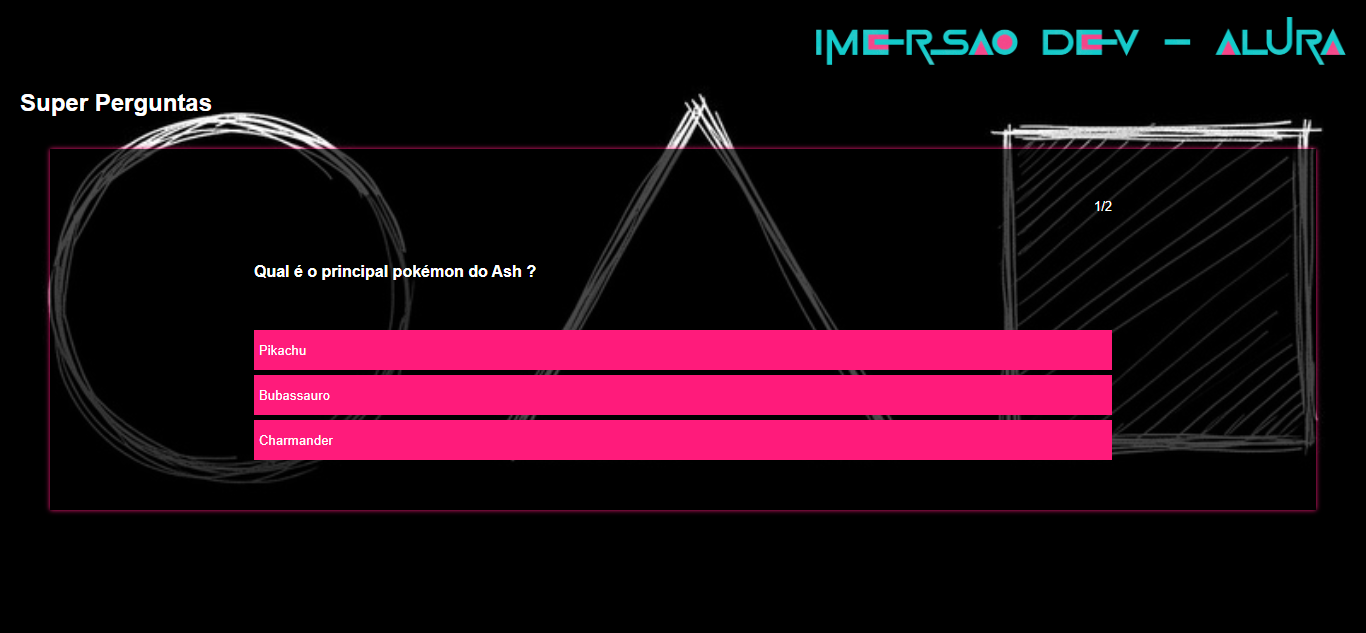 IMERSAO DEV - ALURA
Super Perguntas
1/2
Qual é o principal pokémon do Ash ?
Pikachu
Bubassauro
Charmander